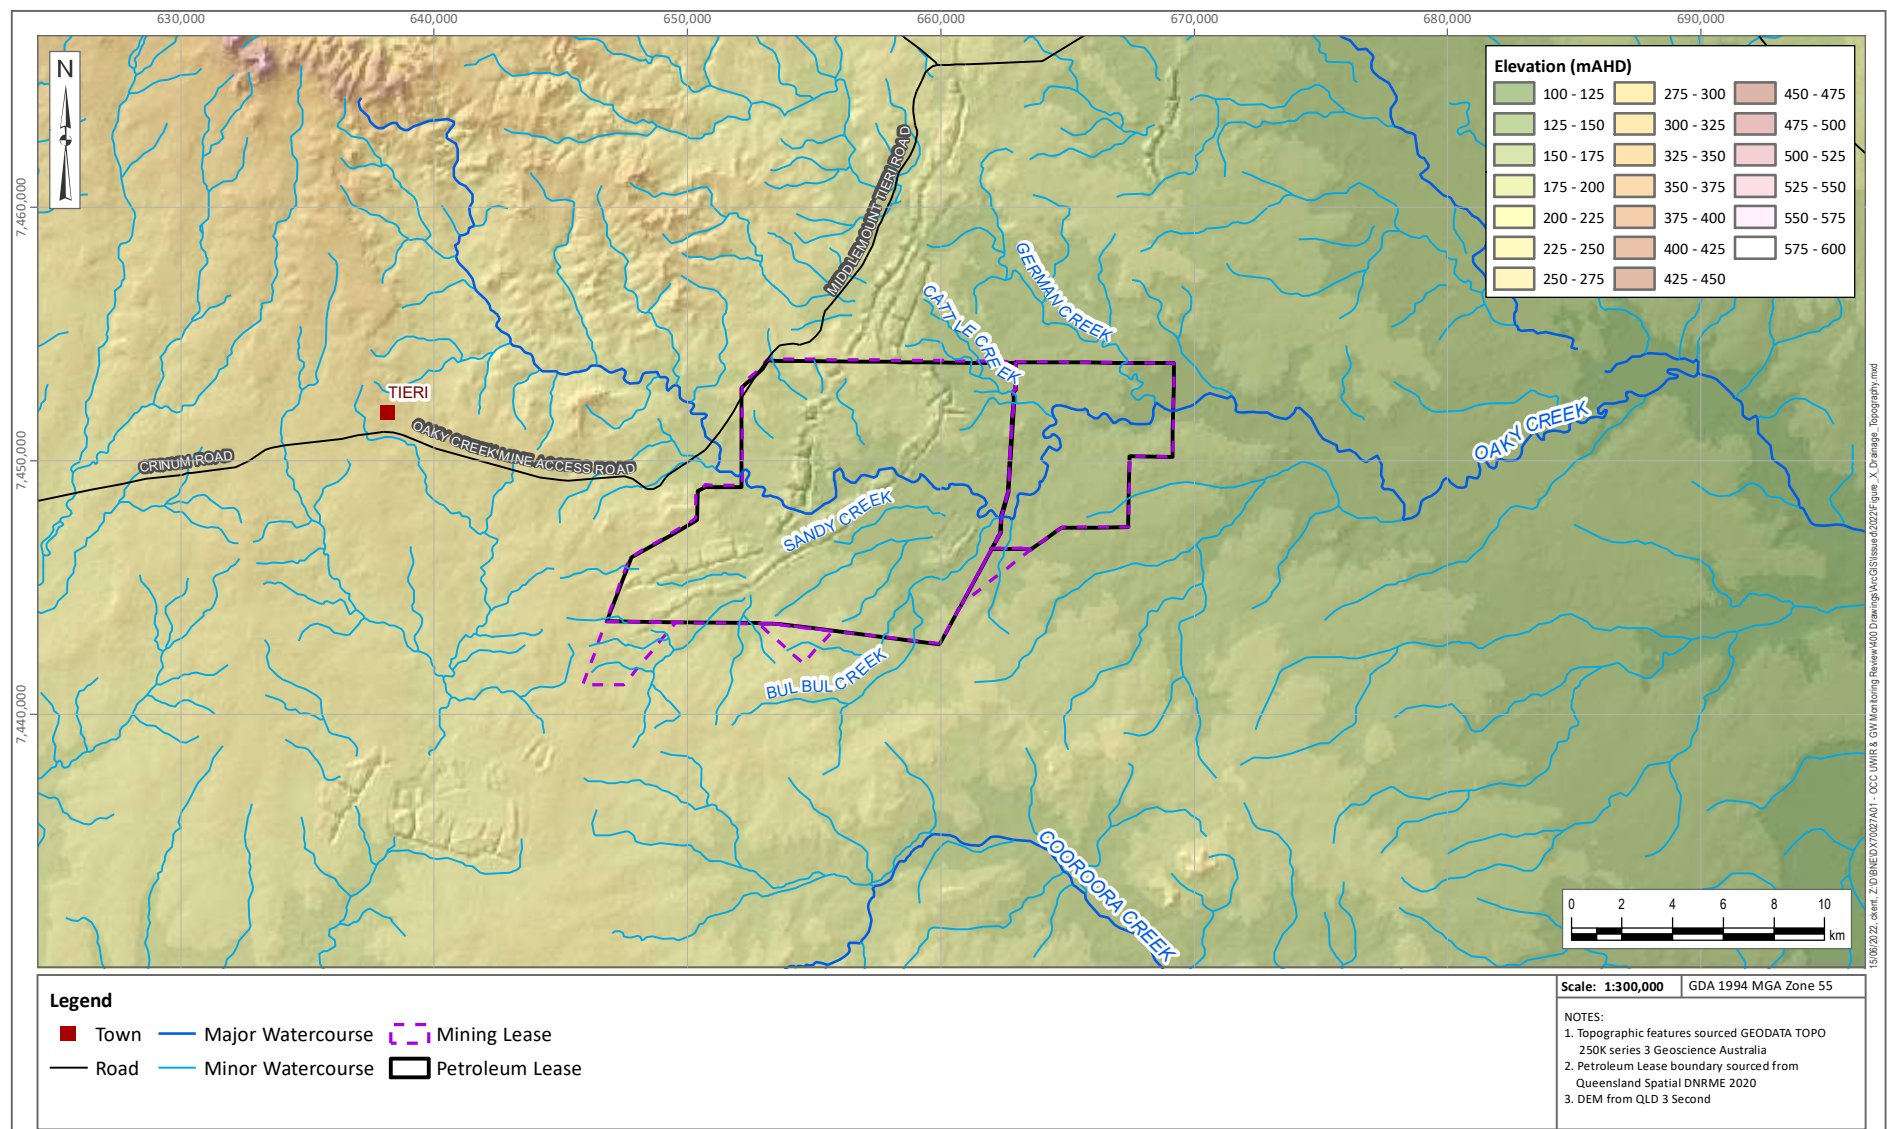 630,000
640,000
650,000
660,000
670,000
680,000
690,000
7,460,000
7,450,000
7,440,000
N
Elevation (mAHD)
100 - 125
125 - 150
150 - 175
175 - 200
200 - 225
225 - 250
250 - 275
275 - 300
300 - 325
325 - 350
350 - 375
375 - 400
400 - 425
425 - 450
450 - 475
475 - 500
500 - 525
525 - 550
550 - 575
575 - 600
MIDDLEMOUNT TIERI ROAD
GERMAN CREEK
CATTLE CREEK
TIERI
OAKY CREEK MINE ACCESS ROAD
CRINUM ROAD
OAKY CREEK
SANDY CREEK
BUL BUL CREEK
COOROORA CREEK
0 2 4 6 8 10
km
Legend
Town
Road
Major Watercourse
Minor Watercourse
Mining Lease
Petroleum Lease
Scale: 1:300,000
GDA 1994 MGA Zone 55
NOTES:
1. Topographic features sourced GEODATA TOPO
250K series 3 Geoscience Australia
2. Petroleum Lease boundary sourced from
Queensland Spatial DNRME 2020
3. DEM from QLD 3 Second